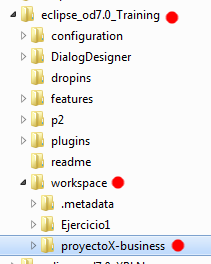 eclipse_od7.0_Training
configuration
DialogDesigner
dropins
features
p2
plugins
readme
workspace
.metadata
Ejercicio1
proyectoX-business